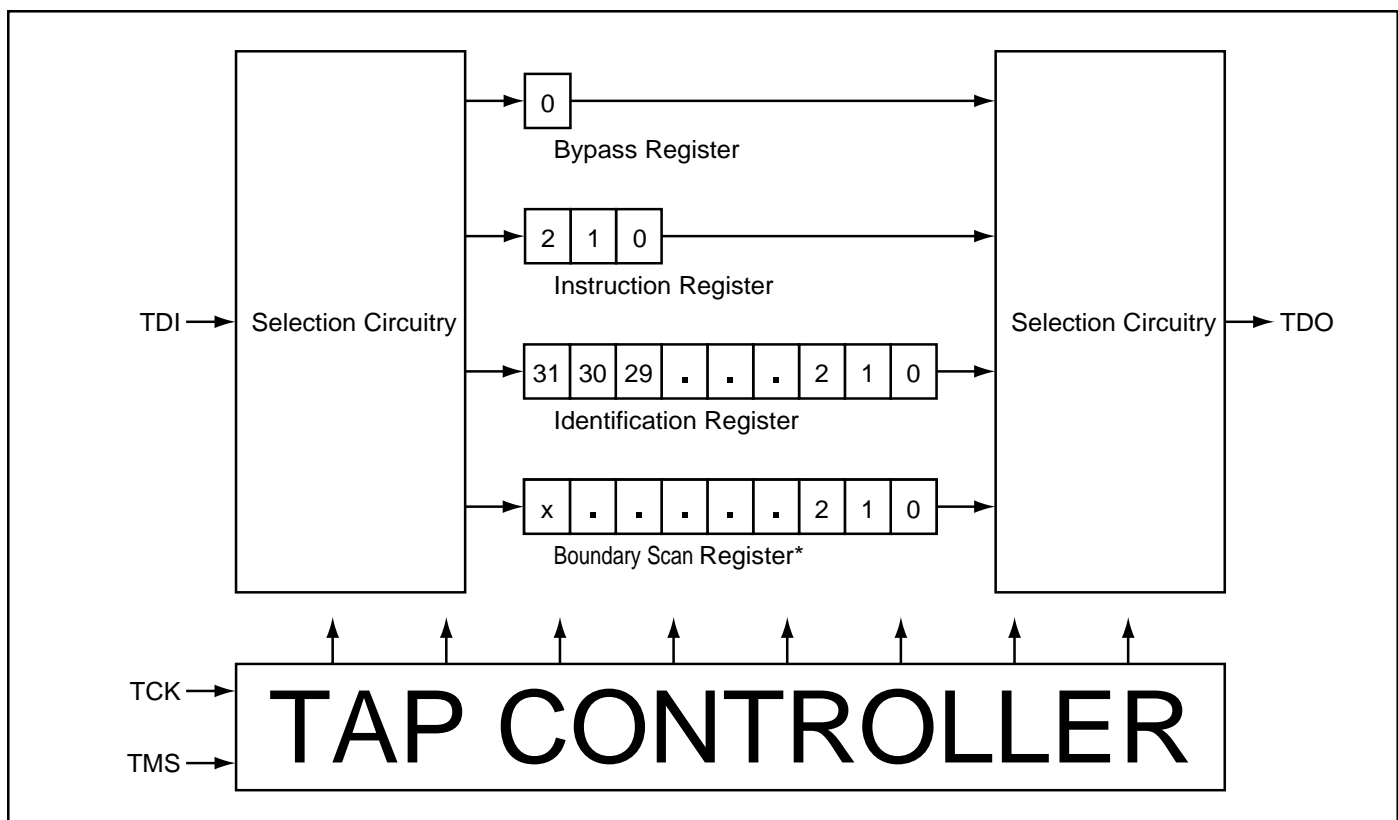 0
Bypass Register
2 1 0
Instruction Register
TDI
Selection Circuitry
Selection Circuitry
TDO
31 30 29 . . . 2 1 0
Identification Register
x . . . . . 2 1 0
Boundary Scan Register*
TCK
TMS
TAP CONTROLLER